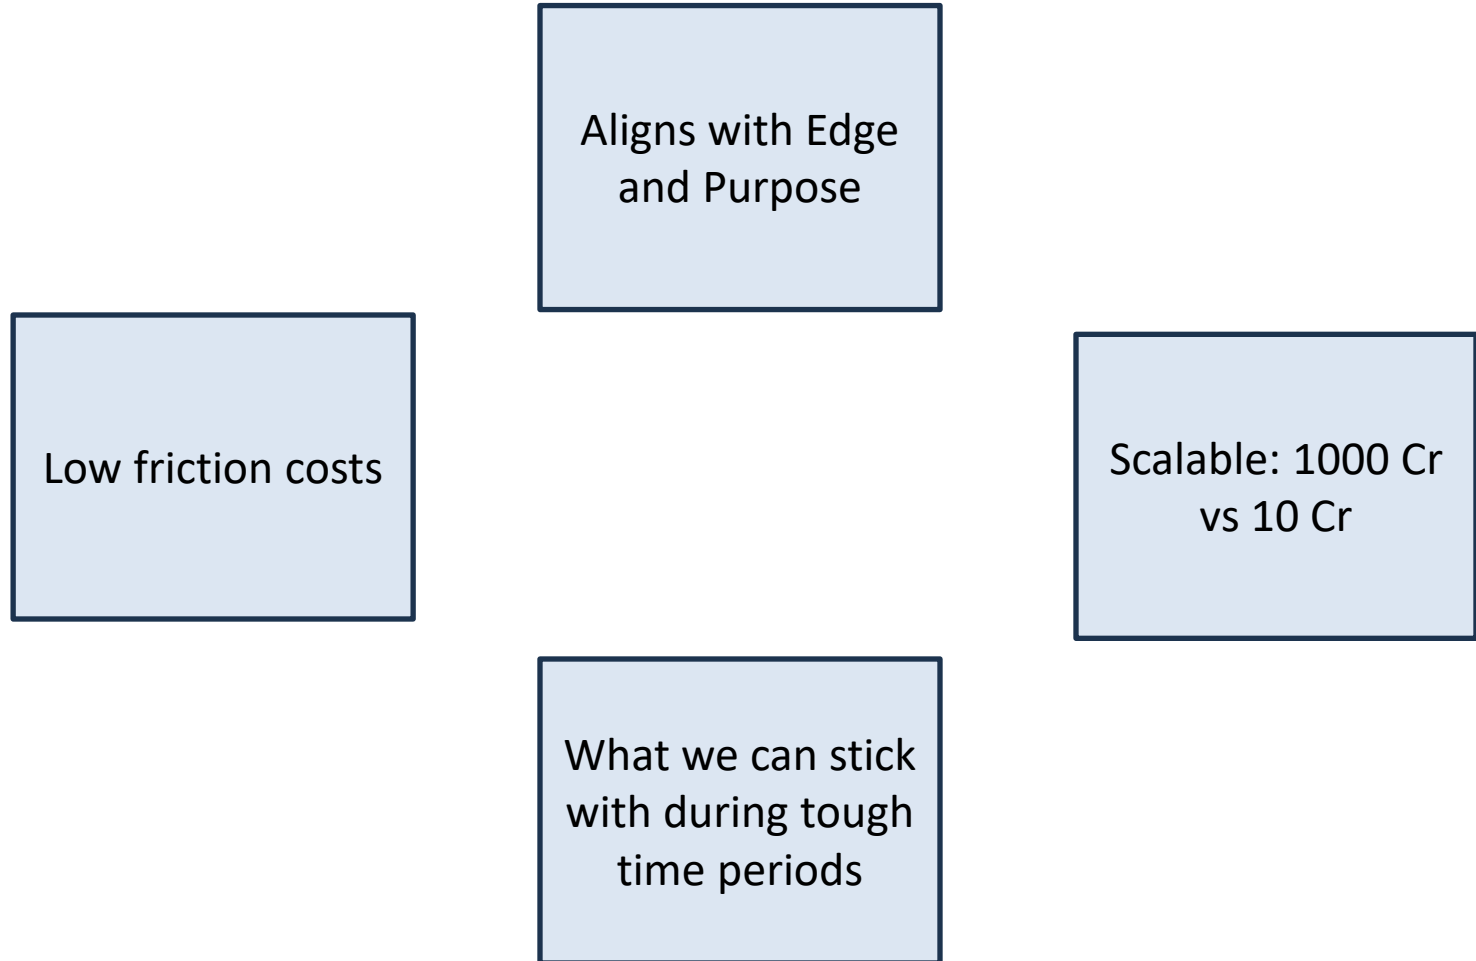 Aligns with Edge
and Purpose
Low friction costs
Scalable: 1000 Cr
vs 10 Cr
What we can stick
with during tough
time periods